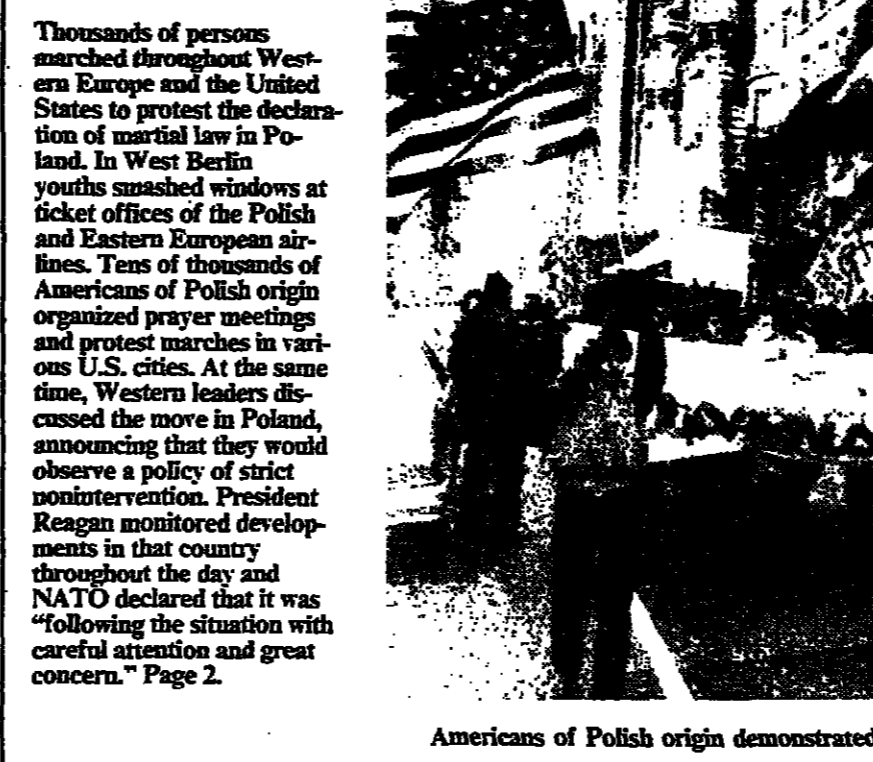 Thousands of persons
marched throughout West-
ern Europe and the United
States to protest the declara-
tion of martial law in Po-
land. In West Berlin
youths smashed windows at
ticket offices of the Polish
and Eastern European air-
lines. Tens of thousands of
Americans of Polish origin
organized prayer meetings
and protest marches in vari-
ous U.S. cities. At the same
time, Western leaders dis-
cussed the move in Poland,
announcing that they would
observe a policy of strict
nonintervention. President
Reagan monitored develop-
ments in that country
throughout the day and
NATO declared that it was
“following the situation with
careful attention and great
concern.” Page 2.
Americans of Polish origin demonstrated